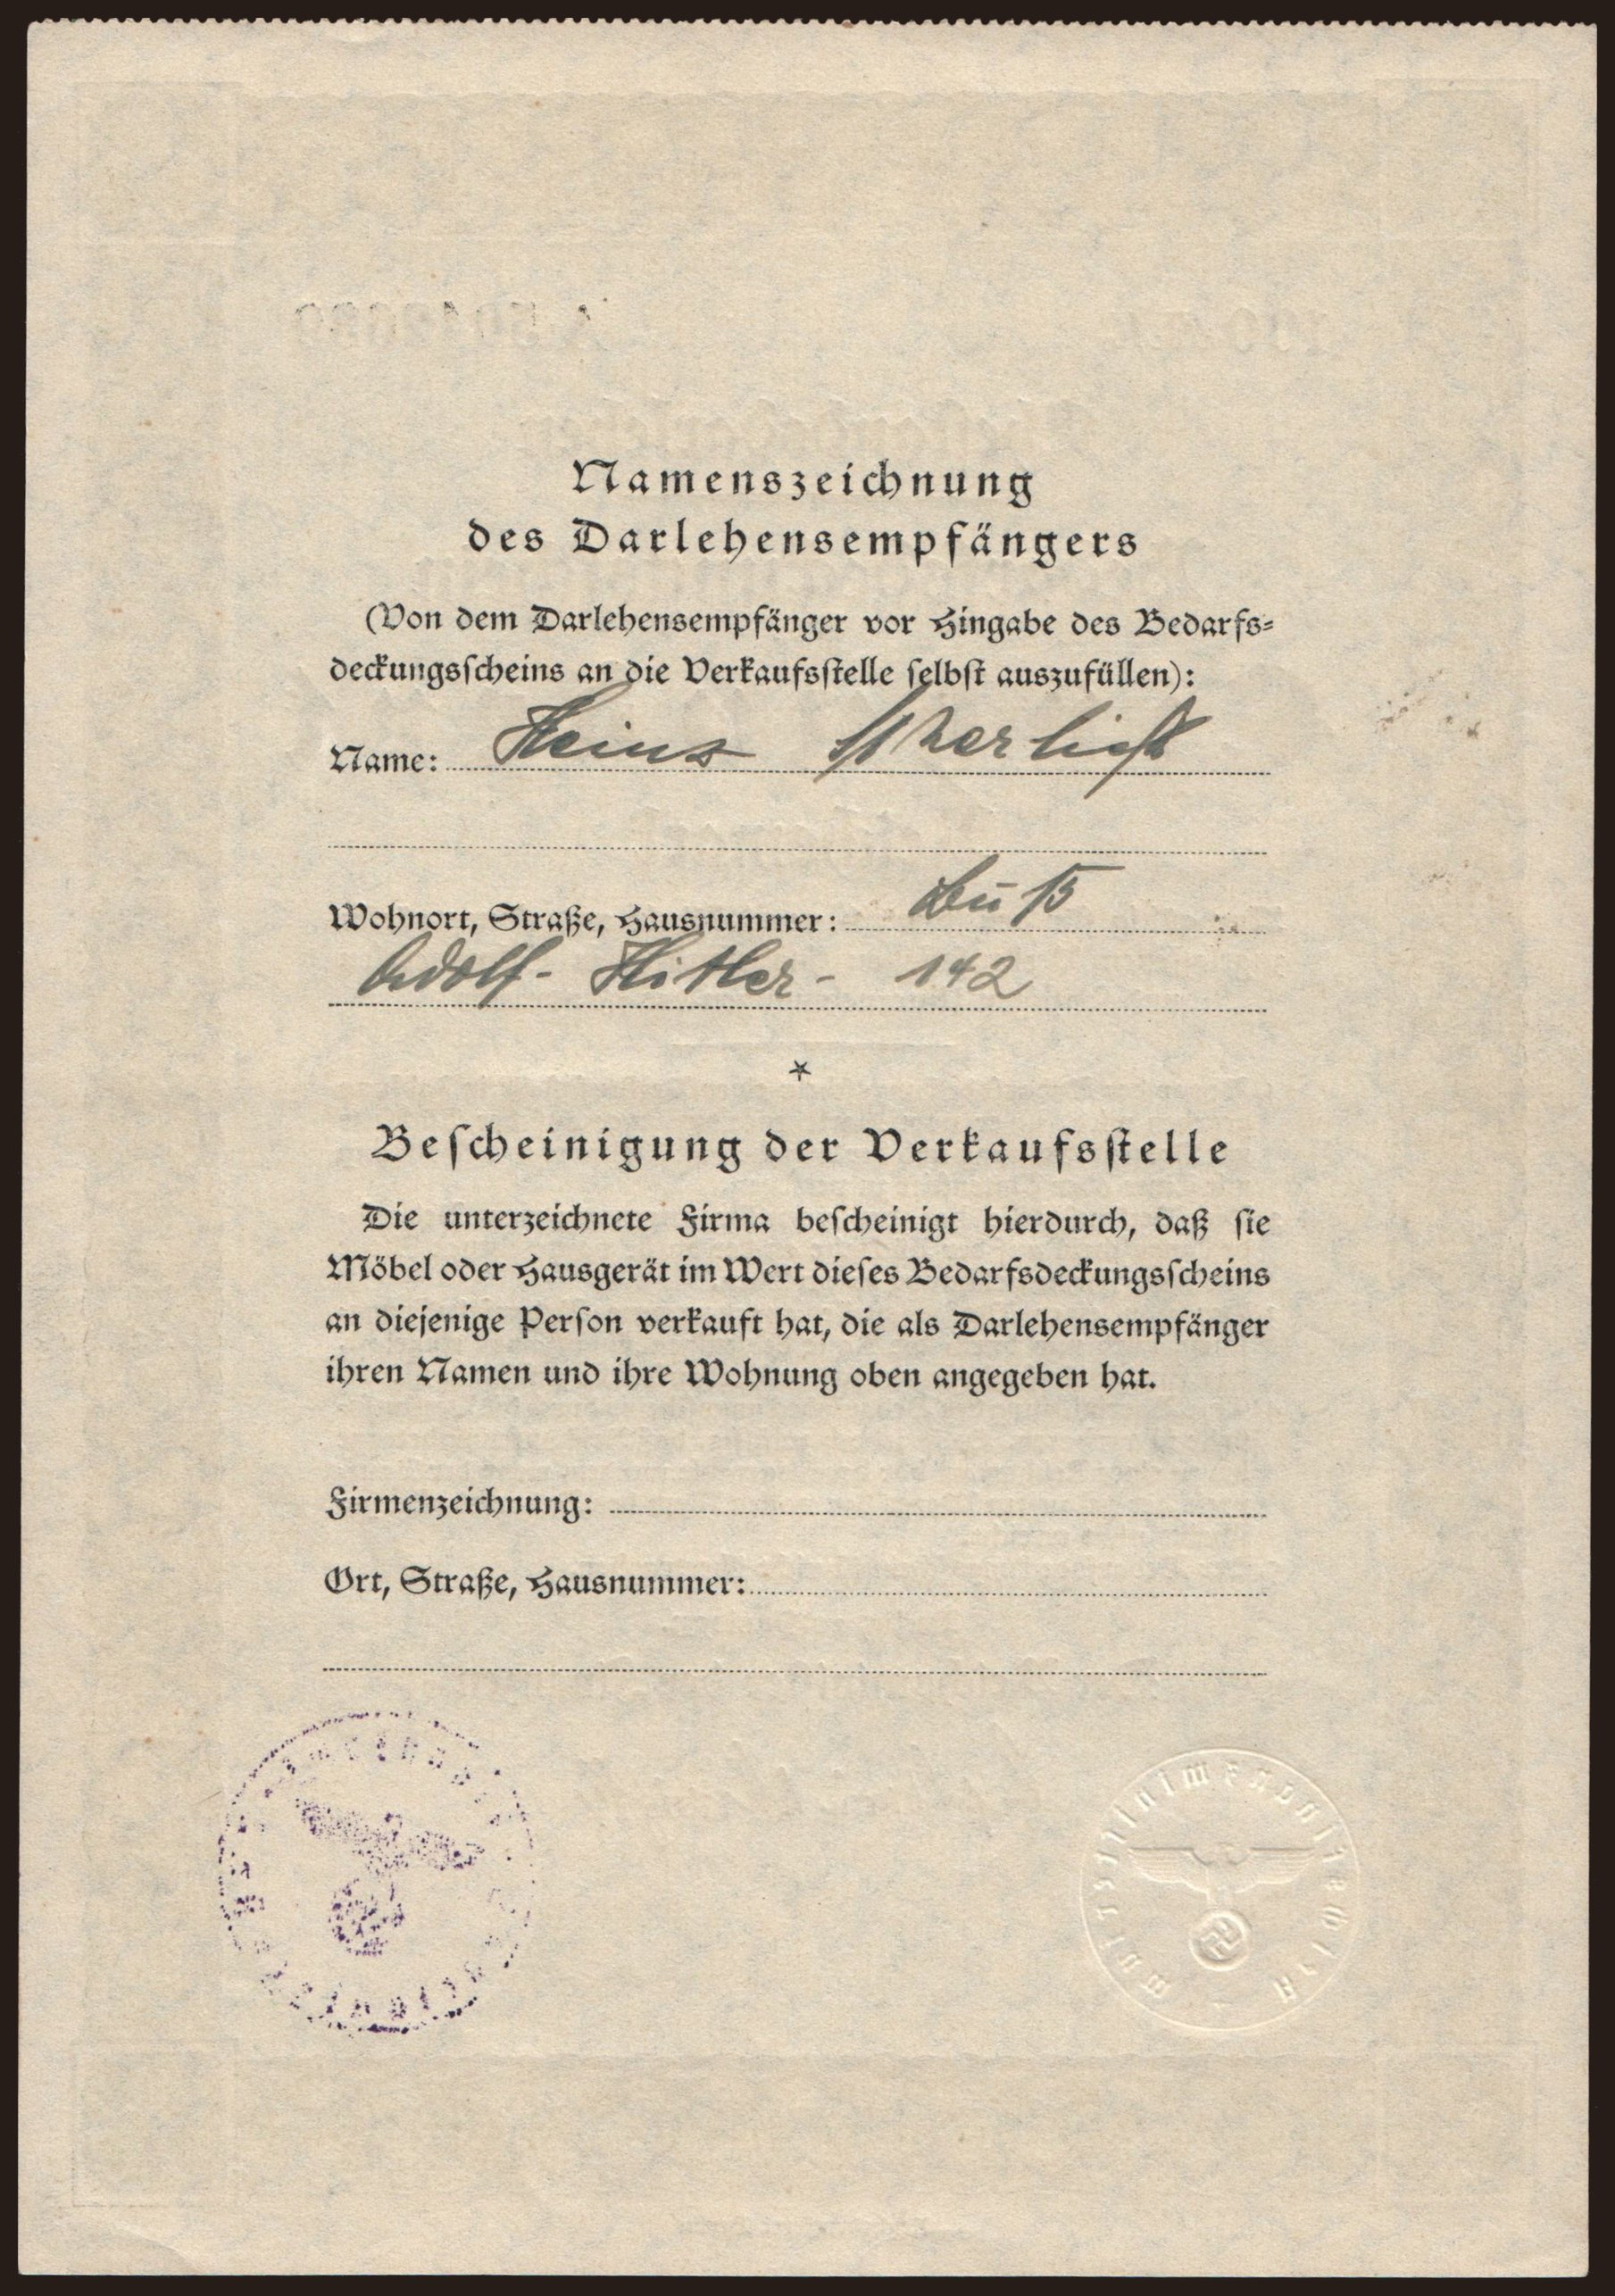 Namenszeichnung
des Darlehensempfängers
(Von dem Darlehensempfänger vor Hingabe des Bedarfs-
deckungsscheins an die Verkaufsstelle selbst auszufüllen):
Name: Heinz
Wohnort, Straße, Hausnummer:
Adolf- Hitler- 142
*
Bescheinigung der Verkaufsstelle
Die unterzeichnete Firma bescheinigt hierdurch, daß sie
Möbel oder Hausgerät im Wert dieses Bedarfsdeckungsscheins
an diejenige Person verkauft hat, die als Darlehensempfänger
ihren Namen und ihre Wohnung oben angegeben hat.
Firmenzeichnung:
Ort, Straße, Hausnummer: